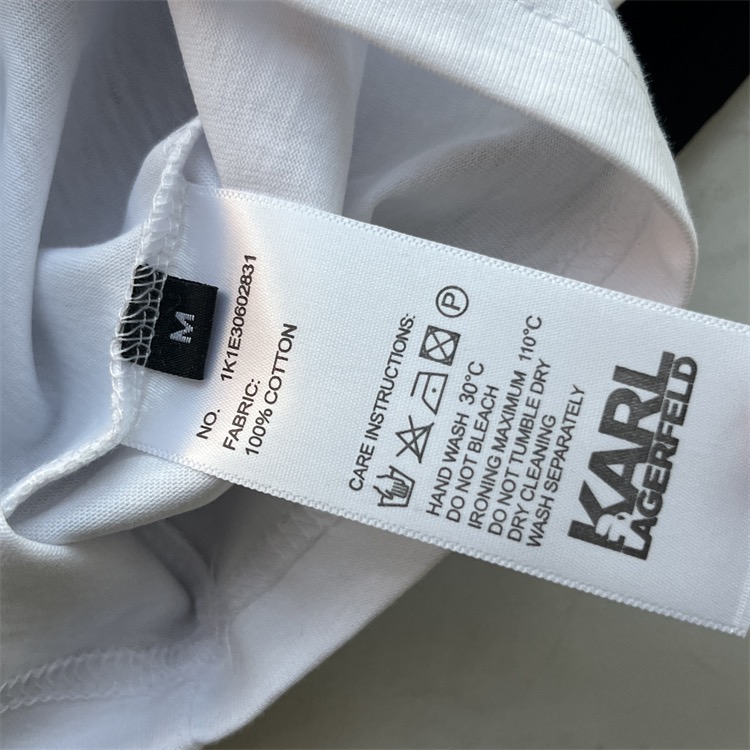 M
NO. 1K1E30602831
FABRIC:
100% COTTON
CARE INSTRUCTIONS:
P
HAND WASH 30°C
DO NOT BLEACH
IRONING MAXIMUM 110°C
DO NOT TUMBLE DRY
DRY CLEANING
WASH SEPARATELY
KARL
LAGERFELD